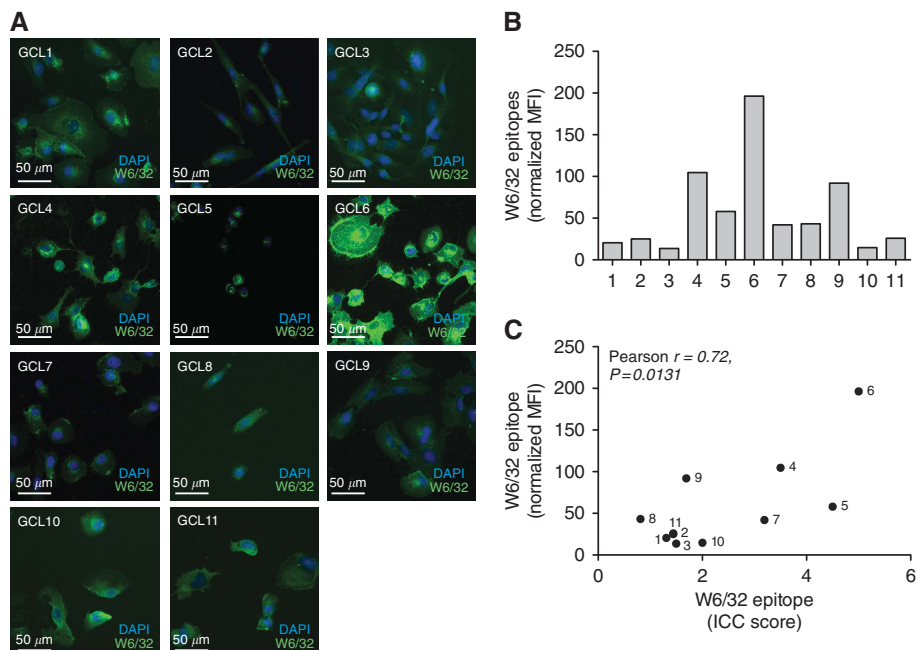 A
GCL1
DAPI
W6/32
50 μm
GCL2
DAPI
W6/32
50 μm
GCL3
DAPI
W6/32
50 μm
GCL4
DAPI
W6/32
50 μm
GCL5
DAPI
W6/32
50 μm
GCL6
DAPI
W6/32
50 μm
GCL7
DAPI
W6/32
50 μm
GCL8
DAPI
W6/32
50 μm
GCL9
DAPI
W6/32
50 μm
GCL10
DAPI
W6/32
50 μm
GCL11
DAPI
W6/32
50 μm
B
W6/32 epitopes
(normalized MFI)
250
200
150
100
50
0
1 2 3 4 5 6 7 8 9 10 11
C
W6/32 epitope
(normalized MFI)
250
200
150
100
50
0
Pearson r = 0.72,
P=0.0131
6
4
9
5
8
7
11
2
1
3
10
0 2 4 6
W6/32 epitope
(ICC score)